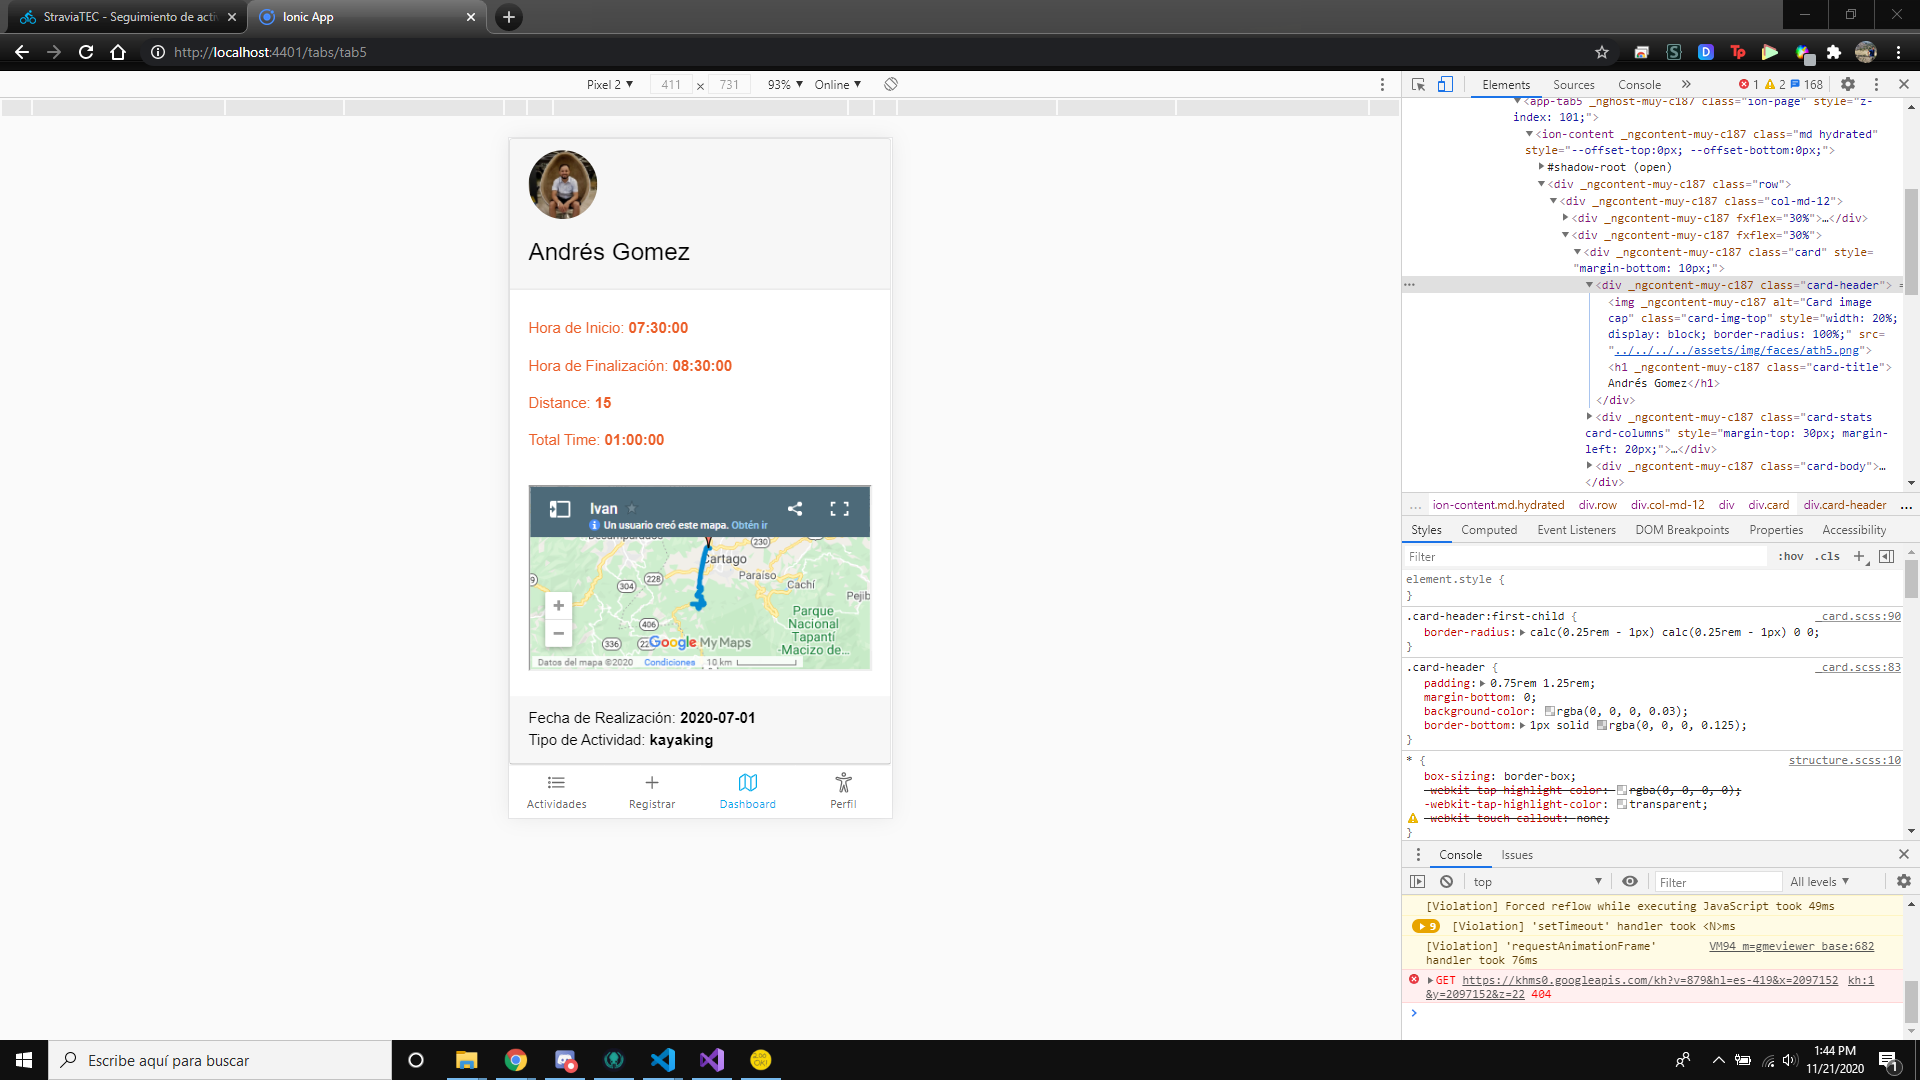 StraviaTEC - Seguimiento de acti
Ionic App
http://localhost:4401/tabs/tab5
Pixel 2
411
×
731
93%
Online
Elements
Sources
Console
»
1
2
168
Andrés Gomez
Hora de Inicio: 07:30:00
Hora de Finalización: 08:30:00
Distance: 15
Total Time: 01:00:00
Ivan
Un usuario creó este mapa. Obtén ir
Desamparados
230
Cartago
Paraíso
Cachí
Pejib
9
304
228
406
336
Parque
Nacional
Tapantí
-Macizo de...
+
−
Google My Maps
Datos del mapa ©2020
Condiciones
10 km
Fecha de Realización: 2020-07-01
Tipo de Actividad: kayaking
Actividades
Registrar
Dashboard
Perfil
<app-tab5 _nghost-muy-c187 class="ion-page" style="z-
index: 101;">
<ion-content _ngcontent-muy-c187 class="md hydrated"
style="--offset-top:0px; --offset-bottom:0px;">
#shadow-root (open)
<div _ngcontent-muy-c187 class="row">
<div _ngcontent-muy-c187 class="col-md-12">
<div _ngcontent-muy-c187 fxflex="30%">…</div>
<div _ngcontent-muy-c187 fxflex="30%">
<div _ngcontent-muy-c187 class="card" style=
"margin-bottom: 10px;">
<div _ngcontent-muy-c187 class="card-header"> =
<img _ngcontent-muy-c187 alt="Card image
cap" class="card-img-top" style="width: 20%;
display: block; border-radius: 100%;" src=
"../../../../assets/img/faces/ath5.png">
<h1 _ngcontent-muy-c187 class="card-title">
Andrés Gomez</h1>
</div>
<div _ngcontent-muy-c187 class="card-stats
card-columns" style="margin-top: 30px; margin-
left: 20px;">…</div>
<div _ngcontent-muy-c187 class="card-body">…
</div>
... ion-content.md.hydrated div.row div.col-md-12 div div.card div.card-header ...
Styles Computed Event Listeners DOM Breakpoints Properties Accessibility
Filter
:hov .cls +
element.style {
}
.card-header:first-child {
_card.scss:90
border-radius: calc(0.25rem - 1px) calc(0.25rem - 1px) 0 0;
}
.card-header {
_card.scss:83
padding: 0.75rem 1.25rem;
margin-bottom: 0;
background-color: rgba(0, 0, 0, 0.03);
border-bottom: 1px solid rgba(0, 0, 0, 0.125);
}
* {
structure.scss:10
box-sizing: border-box;
-webkit-tap-highlight-color: rgba(0, 0, 0, 0);
-webkit-tap-highlight-color: transparent;
-webkit-touch-callout: none;
}
Console Issues
top
Filter
All levels
[Violation] Forced reflow while executing JavaScript took 49ms
9 [Violation] 'setTimeout' handler took <N>ms
[Violation] 'requestAnimationFrame' VM94 m=gmeviewer base:682
handler took 76ms
GET https://khms0.googleapis.com/kh?v=879&hl=es-419&x=2097152 kh:1
&y=2097152&z=22 404
>
Escribe aquí para buscar
1:44 PM
11/21/2020
1